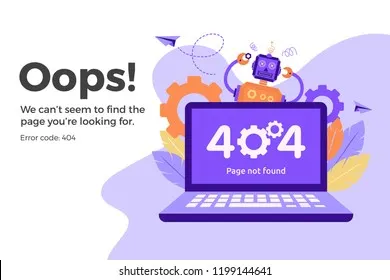 Oops!
We can't seem to find the
page you're looking for.
Error code: 404
404
Page not found
shutterstock.com · 1199144641